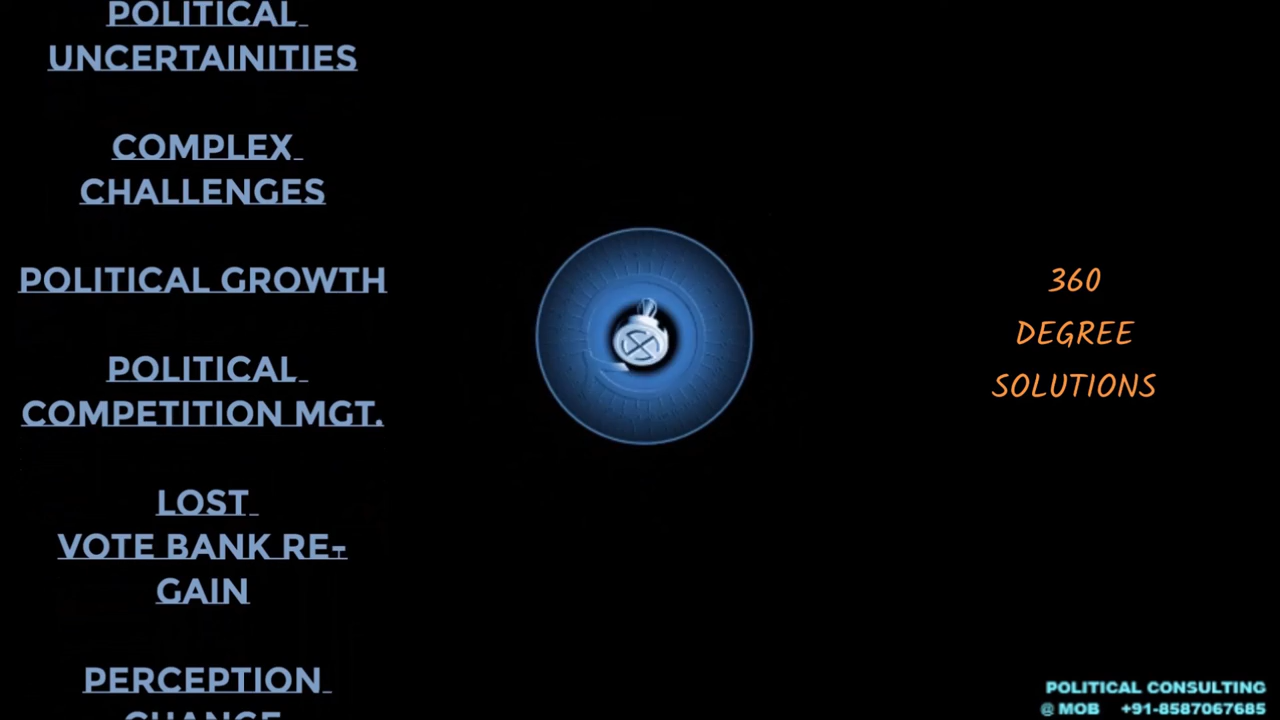 POLITICAL
UNCERTAINITIES
COMPLEX
CHALLENGES
POLITICAL GROWTH
POLITICAL
COMPETITION MGT.
LOST
VOTE BANK RE-
GAIN
PERCEPTION
CHANGE
360
DEGREE
SOLUTIONS
POLITICAL CONSULTING
@ MOB +91-8587067685